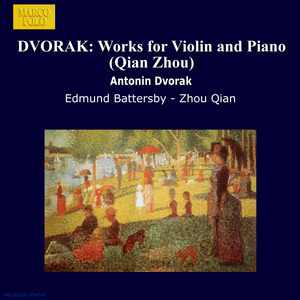 MARCO
POLO
DVORAK: Works for Violin and Piano
(Qian Zhou)
Antonin Dvorak
Edmund Battersby - Zhou Qian